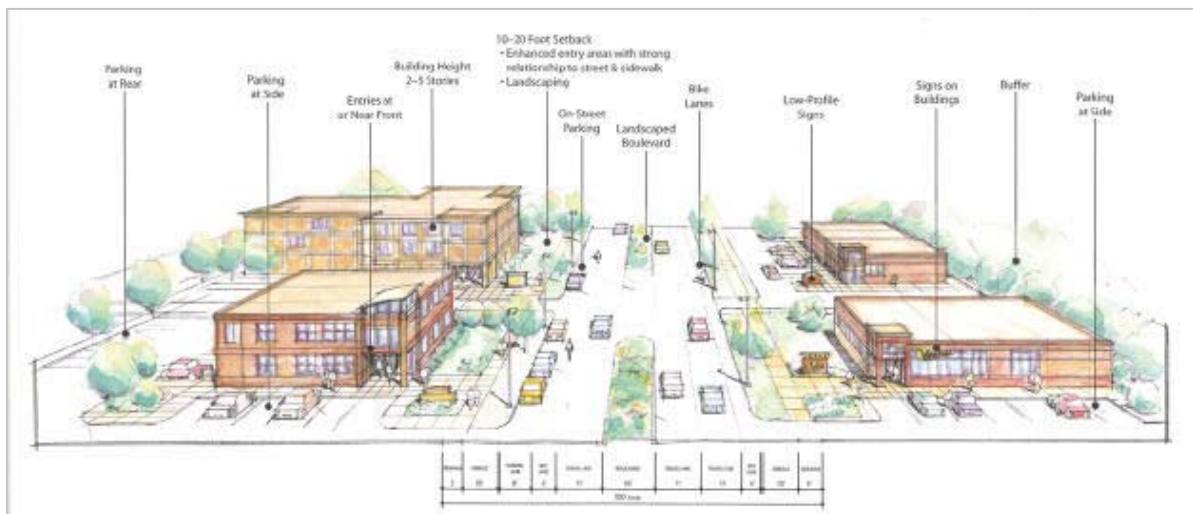 10–20 Foot Setback
• Enhanced entry areas with strong
relationship to street & sidewalk
• Landscaping
Parking
at Rear
Parking
at Side
Building Height
2–5 Stories
Entries at
or Near Front
On-Street
Parking
Landscaped
Boulevard
Bike
Lanes
Low-Profile
Signs
Signs on
Buildings
Buffer
Parking
at Side